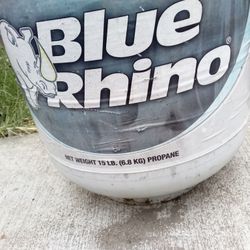 Blue
Rhino®
NET WEIGHT 15 LB. (6.8 KG) PROPANE